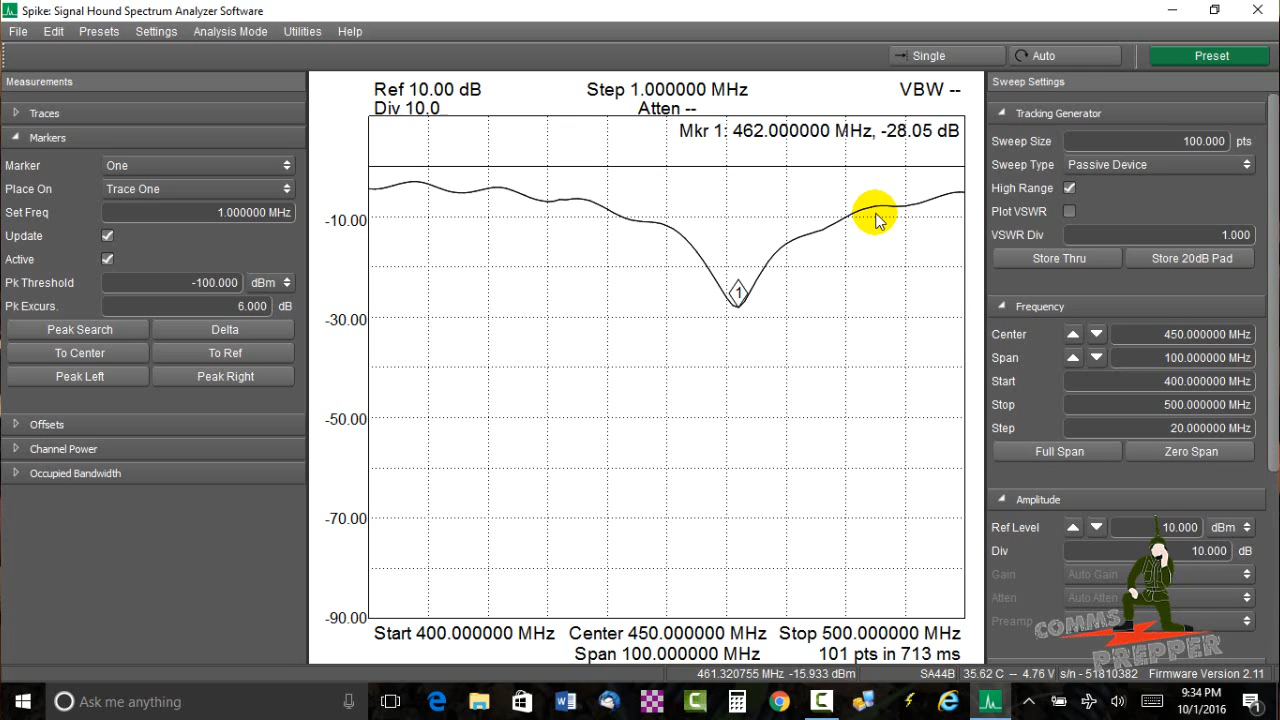 Spike: Signal Hound Spectrum Analyzer Software
File Edit Presets Settings Analysis Mode Utilities Help
Single Auto Preset
Measurements
Traces
Markers
Marker One
Place On Trace One
Set Freq 1.000000 MHz
Update
Active
Pk Threshold -100.000 dBm
Pk Excurs. 6.000 dB
Peak Search Delta
To Center To Ref
Peak Left Peak Right
Offsets
Channel Power
Occupied Bandwidth
Ref 10.00 dB Step 1.000000 MHz VBW --
Div 10.0 Atten --
Mkr 1: 462.000000 MHz, -28.05 dB
1
-10.00
-30.00
-50.00
-70.00
-90.00
Start 400.000000 MHz Center 450.000000 MHz Stop 500.000000 MHz
Span 100.000000 MHz 101 pts in 713 ms
Sweep Settings
Tracking Generator
Sweep Size 100.000 pts
Sweep Type Passive Device
High Range
Plot VSWR
VSWR Div 1.000
Store Thru Store 20dB Pad
Frequency
Center 450.000000 MHz
Span 100.000000 MHz
Start 400.000000 MHz
Stop 500.000000 MHz
Step 20.000000 MHz
Full Span Zero Span
Amplitude
Ref Level 10.000 dBm
Div 10.000 dB
Gain Auto Gain
Atten Auto Atten
Preamp
COMMS
PREPPER
461.320755 MHz -15.933 dBm SA44B 35.62 C -- 4.76 V s/n - 51810382 Firmware Version 2.11
Ask me anything
9:34 PM
10/1/2016